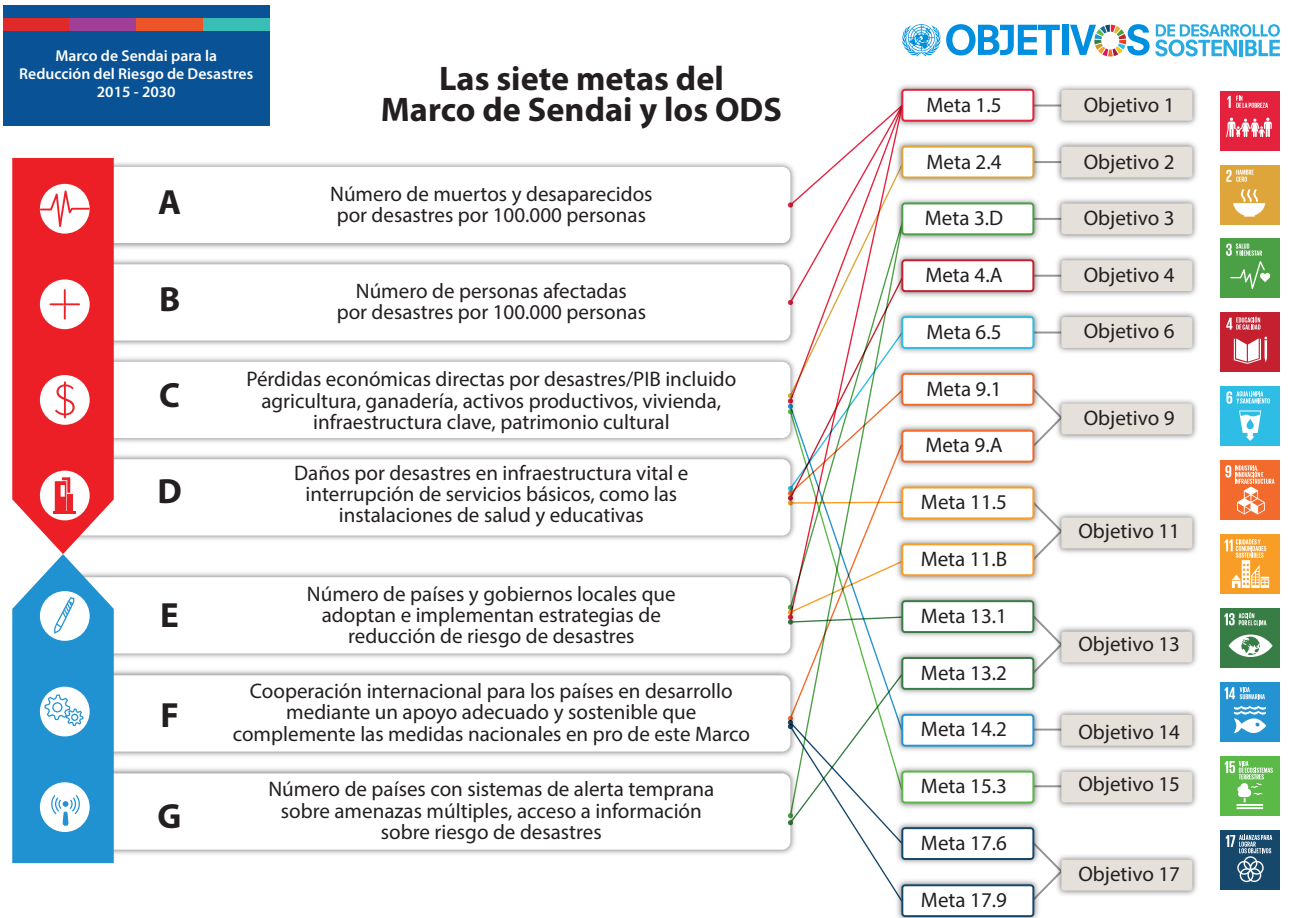 Marco de Sendai para la
Reducción del Riesgo de Desastres
2015 - 2030
Las siete metas del
Marco de Sendai y los ODS
OBJETIVOS DE DESARROLLO
SOSTENIBLE
A
Número de muertos y desaparecidos
por desastres por 100.000 personas
B
Número de personas afectadas
por desastres por 100.000 personas
C
Pérdidas económicas directas por desastres/PIB incluido
agricultura, ganadería, activos productivos, vivienda,
infraestructura clave, patrimonio cultural
D
Daños por desastres en infraestructura vital e
interrupción de servicios básicos, como las
instalaciones de salud y educativas
E
Número de países y gobiernos locales que
adoptan e implementan estrategias de
reducción de riesgo de desastres
F
Cooperación internacional para los países en desarrollo
mediante un apoyo adecuado y sostenible que
complemente las medidas nacionales en pro de este Marco
G
Número de países con sistemas de alerta temprana
sobre amenazas múltiples, acceso a información
sobre riesgo de desastres
Meta 1.5
Meta 2.4
Meta 3.D
Meta 4.A
Meta 6.5
Meta 9.1
Meta 9.A
Meta 11.5
Meta 11.B
Meta 13.1
Meta 13.2
Meta 14.2
Meta 15.3
Meta 17.6
Meta 17.9
Objetivo 1
Objetivo 2
Objetivo 3
Objetivo 4
Objetivo 6
Objetivo 9
Objetivo 11
Objetivo 13
Objetivo 14
Objetivo 15
Objetivo 17
1 FIN
DE LA POBREZA
2 HAMBRE
CERO
3 SALUD
Y BIENESTAR
4 EDUCACIÓN
DE CALIDAD
6 AGUA LIMPIA
Y SANEAMIENTO
9 INDUSTRIA,
INNOVACIÓN E
INFRAESTRUCTURA
11 CIUDADES Y
COMUNIDADES
SOSTENIBLES
13 ACCIÓN
POR EL CLIMA
14 VIDA
SUBMARINA
15 VIDA
DE ECOSISTEMAS
TERRESTRES
17 ALIANZAS PARA
LOGRAR
LOS OBJETIVOS